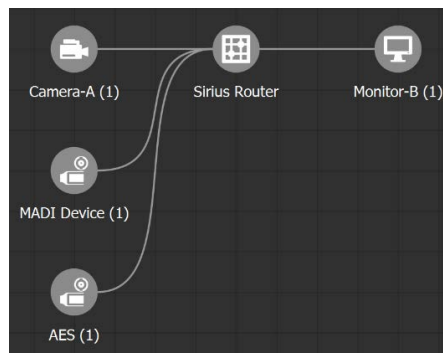 Camera-A (1)
Sirius Router
Monitor-B (1)
MADI Device (1)
AES (1)